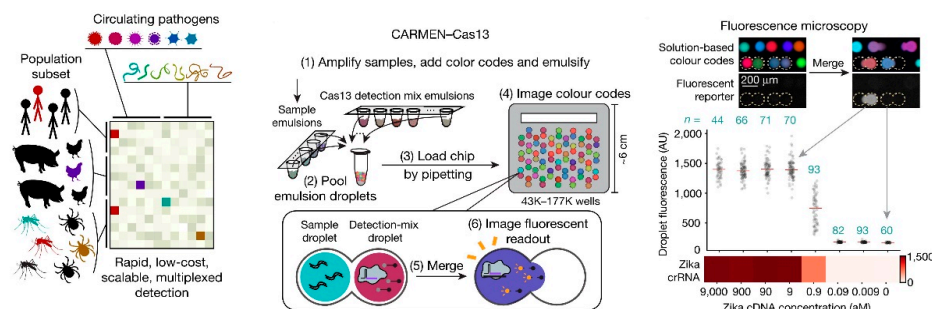 Circulating pathogens
Population
subset
Rapid, low-cost,
scalable, multiplexed
detection
CARMEN–Cas13
(1) Amplify samples, add color codes and emulsify
Sample
emulsions
Cas13 detection mix emulsions
(2) Pool
emulsion droplets
(3) Load chip
by pipetting
(4) Image colour codes
~6 cm
43K–177K wells
Sample
droplet
Detection-mix
droplet
(5) Merge
(6) Image fluorescent
readout
Fluorescence microscopy
Solution-based
colour codes
Merge
Fluorescent
reporter
200 μm
n = 44 66 71 70
93
82 93 60
Droplet fluorescence (AU)
2,000
1,500
1,000
500
0
Zika
crRNA
1,500
0
9,000 900 90 9 0.9 0.09 0.009 0
Zika cDNA concentration (aM)